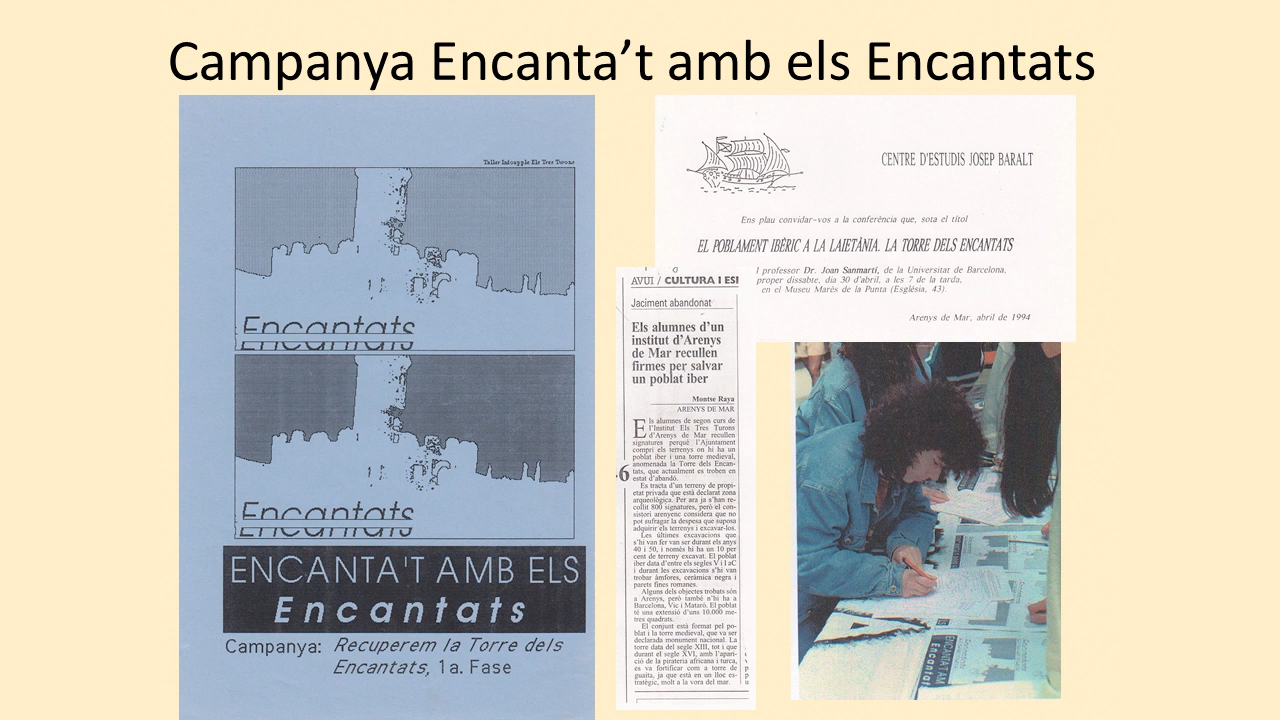 Campanya Encanta’t amb els Encantats
Taller Intoupple Els Tres Turons
Encantats
Encantats
ENCANTA'T AMB ELS
Encantats
Campanya: Recuperem la Torre dels
Encantats, 1a. Fase
CENTRE D'ESTUDIS JOSEP BARALT
Ens plau convidar-vos a la conferència que, sota el títol
EL POBLAMENT IBÈRIC A LA LAIETÀNIA. LA TORRE DELS ENCANTATS
l professor Dr. Joan Sanmartí, de la Universitat de Barcelona,
proper dissabte, dia 30 d'abril, a les 7 de la tarda,
en el Museu Marès de la Punta (Església, 43).
Arenys de Mar, abril de 1994
AVUI / CULTURA I ESP
Jaciment abandonat
Els alumnes d’un
institut d’Arenys
de Mar recullen
firmes per salvar
un poblat iber
Montse Raya
ARENYS DE MAR
Els alumnes de segon curs de
l’Institut Els Tres Turons
d’Arenys de Mar recullen
signatures perquè l’Ajuntament
compri els terrenys on hi ha un
poblat iber i una torre medieval,
anomenada la Torre dels Encan-
tats, que actualment es troben en
estat d’abandó.
Es tracta d’un terreny de propi-
etat privada que està declarat zona
arqueològica. Per ara ja s’han re-
collit 800 signatures, però el con-
sistori arenyenc considera que no
pot sufragar la despesa que suposa
adquirir els terrenys i excavar-los.
Les últimes excavacions que
s’hi van fer van ser durant els anys
40 i 50, i només hi ha un 10 per
cent de terreny excavat. El poblat
iber data d’entre els segles V i I aC
i durant les excavacions s’hi van
trobar àmfores, ceràmica negra i
parets fines romanes.
Alguns dels objectes trobats són
a Arenys, però també n’hi ha a
Barcelona, Vic i Mataró. El poblat
té una extensió d’uns 10.000 me-
tres quadrats.
El conjunt està format pel po-
blat i la torre medieval, que va ser
declarada monument nacional. La
torre data del segle XIII, tot i que
durant el segle XVI, amb l’apari-
ció de la pirateria africana i turca,
es va fortificar com a torre de
guaita, ja que està en un lloc es-
tratègic, molt a la vora del mar.
6
ENCANTA'T AM
Encantats